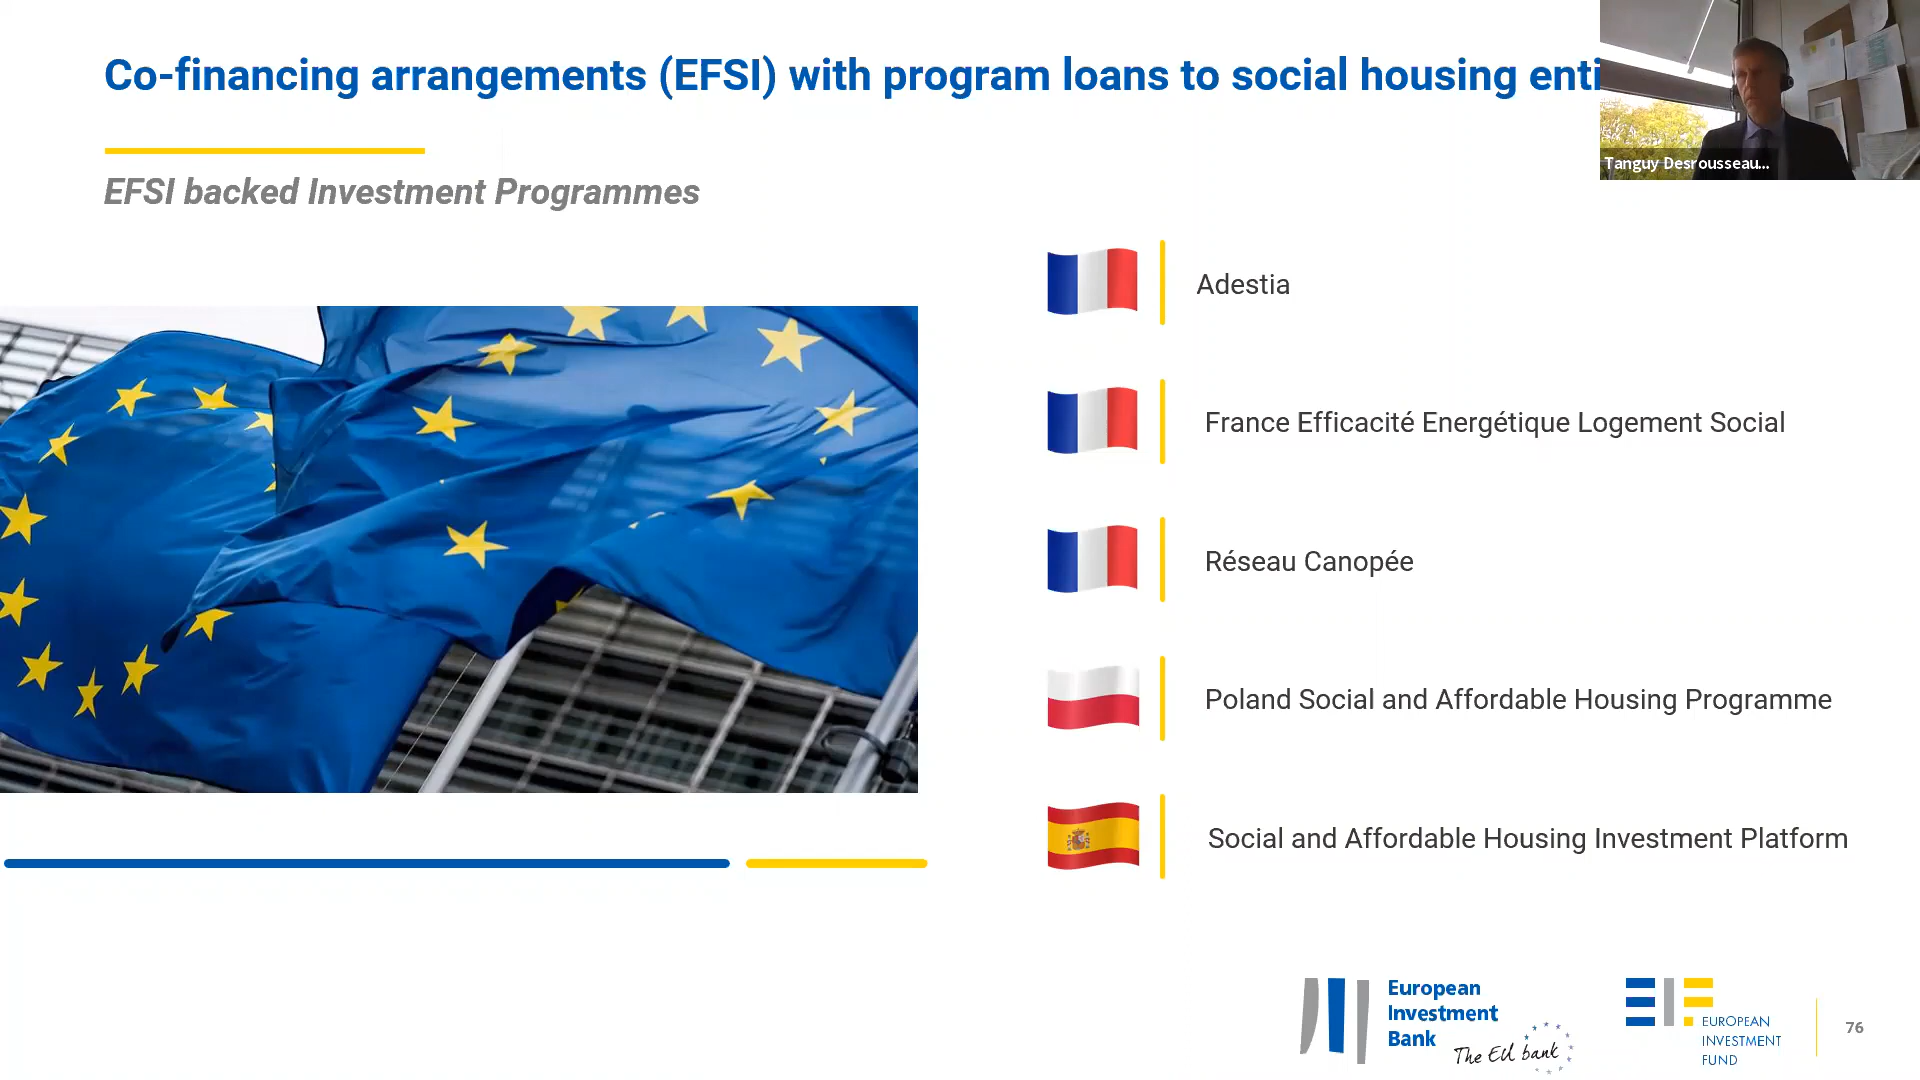 Co-financing arrangements (EFSI) with program loans to social housing enti
Tanguy Desrousseau...
EFSI backed Investment Programmes
Adestia
France Efficacité Energétique Logement Social
Réseau Canopée
Poland Social and Affordable Housing Programme
Social and Affordable Housing Investment Platform
European
Investment
Bank
The EU bank
EIF
EUROPEAN
INVESTMENT
FUND
76